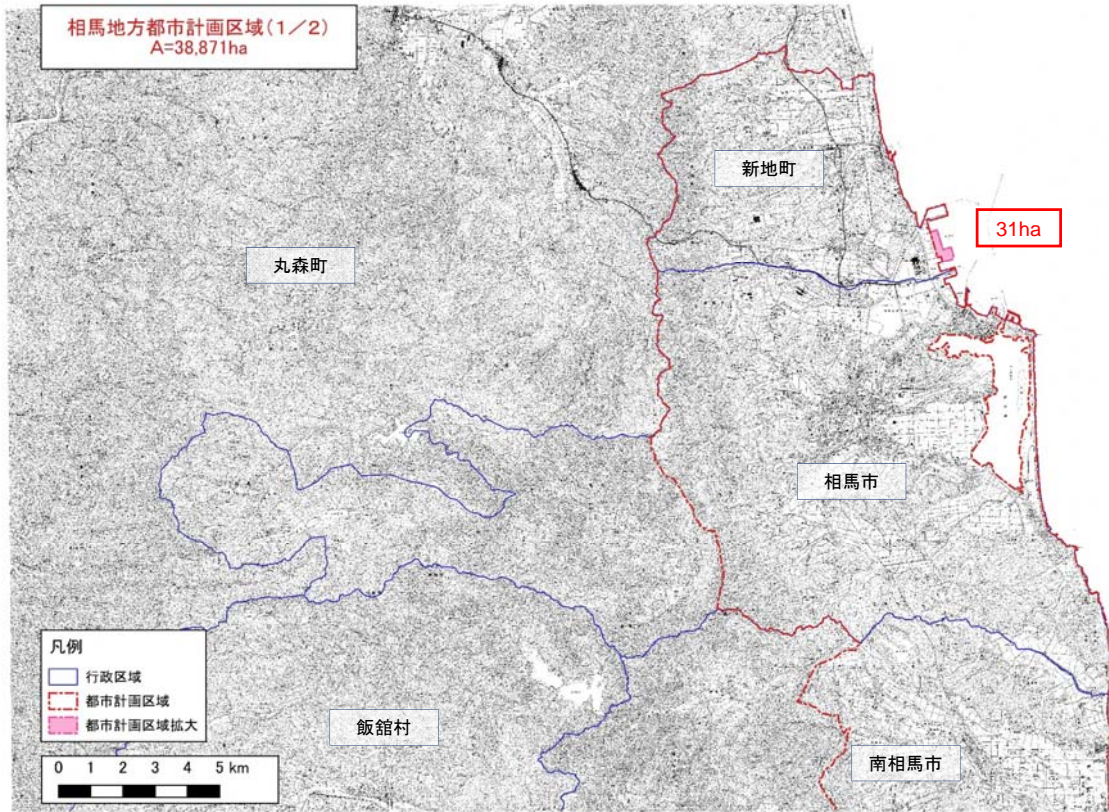 相馬地方都市計画区域(1/2)
A=38,871ha
新地町
31ha
丸森町
相馬市
凡例
行政区域
都市計画区域
都市計画区域拡大
飯舘村
南相馬市
0 1 2 3 4 5 km